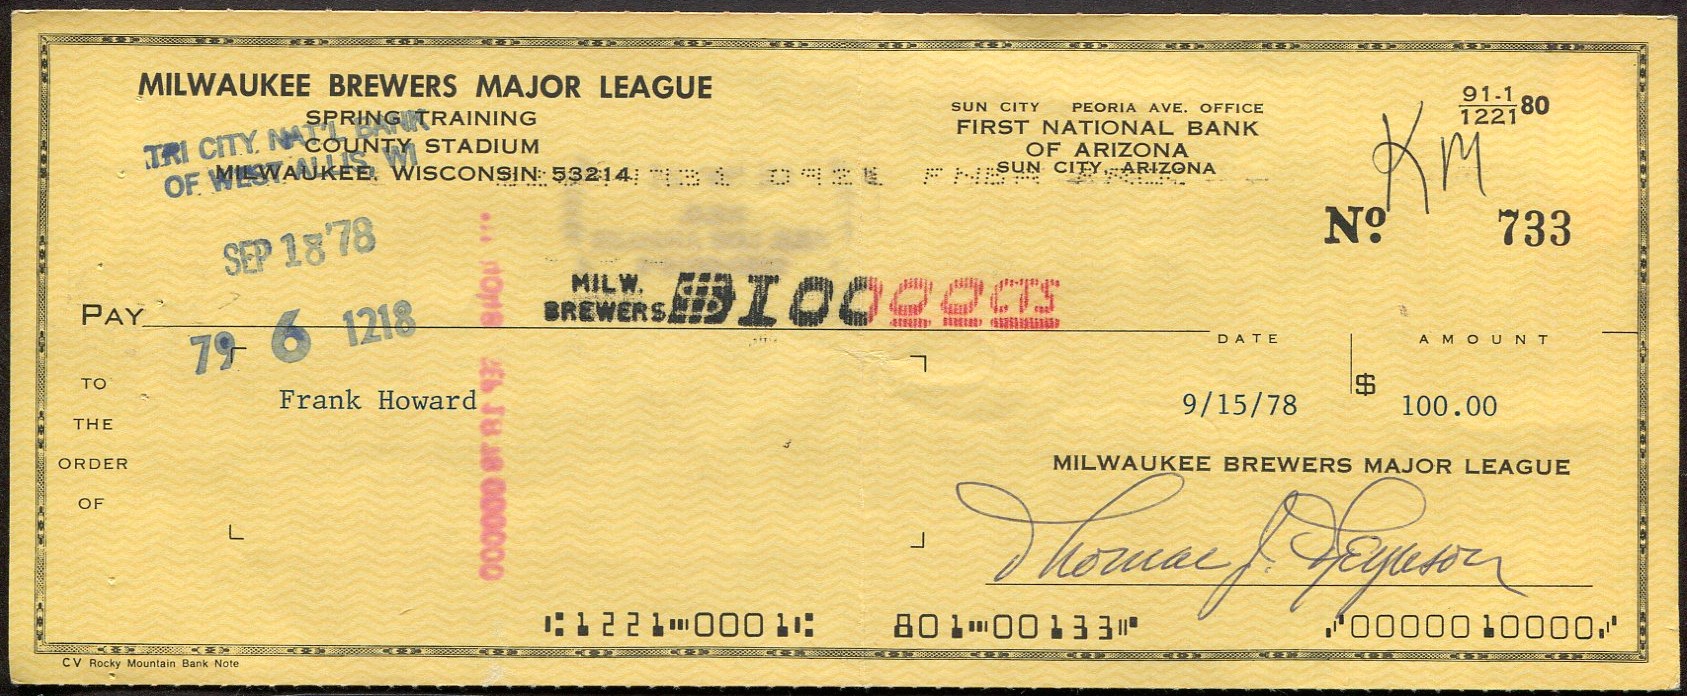 MILWAUKEE BREWERS MAJOR LEAGUE
SPRING TRAINING
COUNTY STADIUM
MILWAUKEE, WISCONSIN 53214
TRI CITY NAT'L BANK
OF WEST ALLIS, WI
SEP 18 '78
79 6 1218
SUN CITY PEORIA AVE. OFFICE
FIRST NATIONAL BANK
OF ARIZONA
SUN CITY, ARIZONA
91-1
1221 80
KM
No 733
PAY
MILW.
BREWERS
100 00 CTS
DATE
AMOUNT
TO
THE
ORDER
OF
Frank Howard
9/15/78
$ 100.00
MILWAUKEE BREWERS MAJOR LEAGUE
Thomas J. Ferguson
1221 0001
801 00133
0000010000
CV Rocky Mountain Bank Note